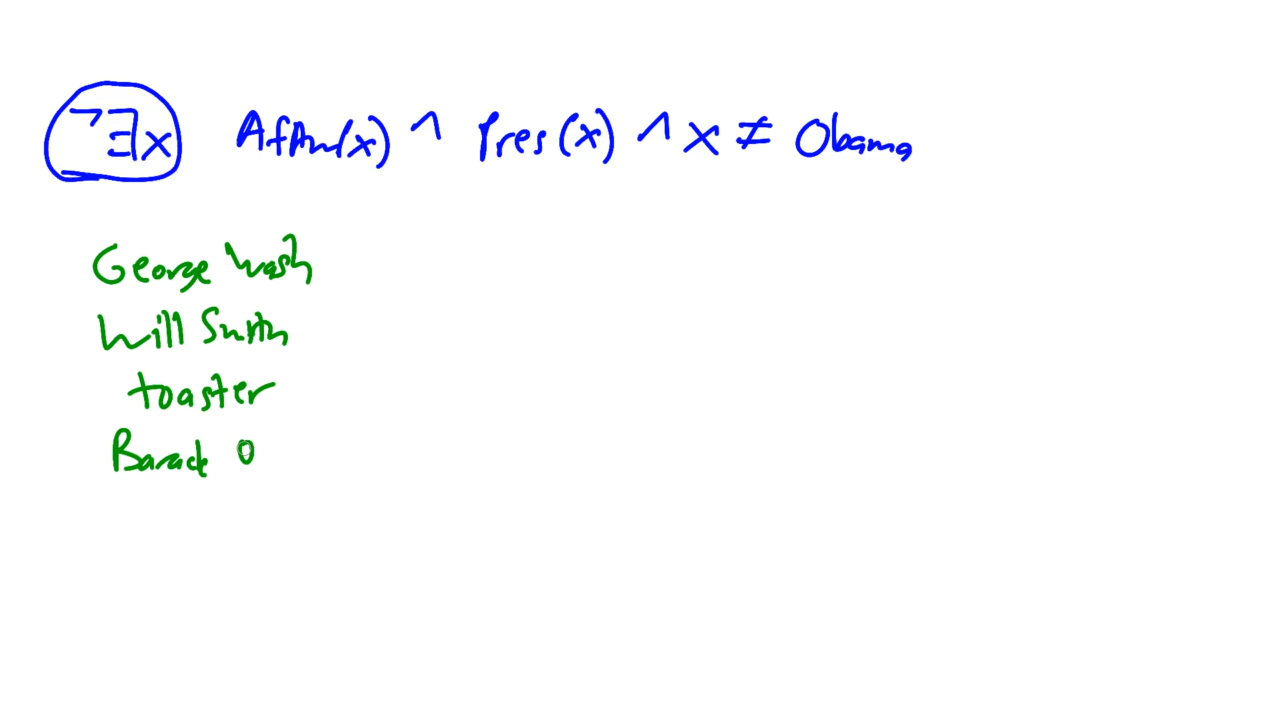 ¬∃x AfAm(x) ∧ Pres(x) ∧ x ≠ Obama
George Wash
Will Smith
toaster
Barack O